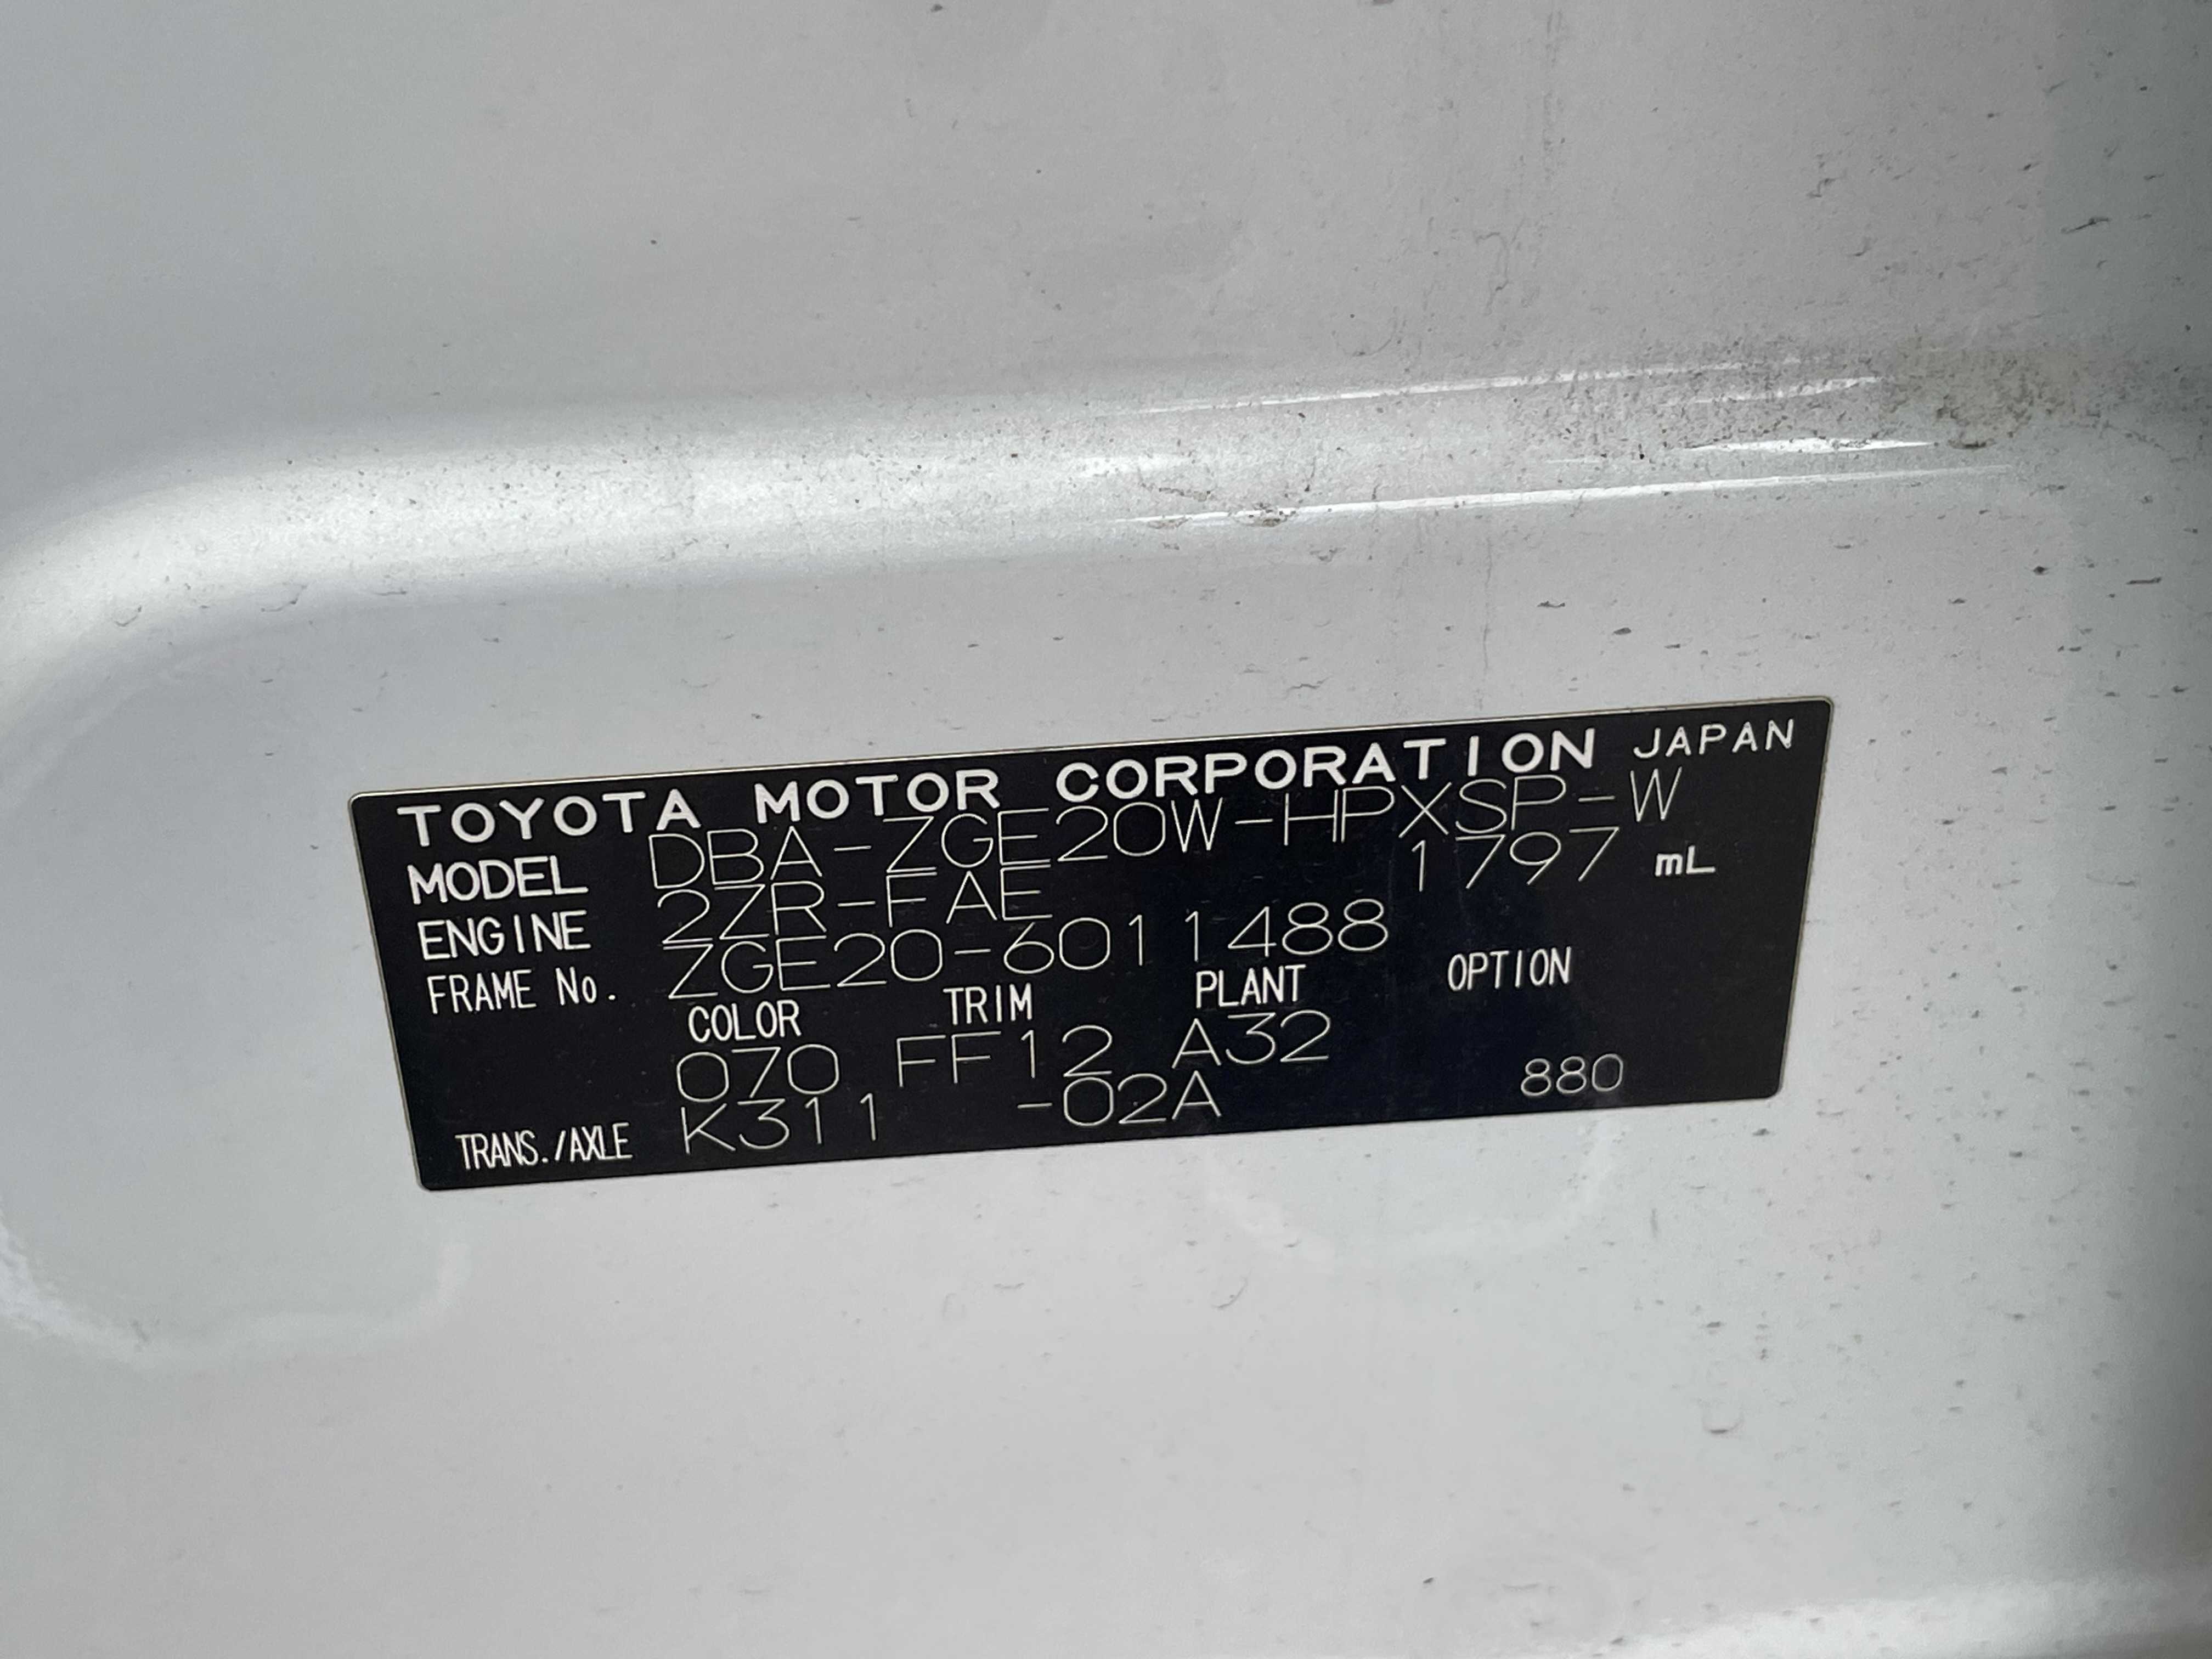 TOYOTA MOTOR CORPORATION JAPAN
MODEL DBA-ZGE20W-HPXSP-W
ENGINE 2ZR-FAE 1797 mL
FRAME No. ZGE20-6011488
COLOR TRIM PLANT OPTION
070 FF12 A32
TRANS./AXLE K311 -02A 880